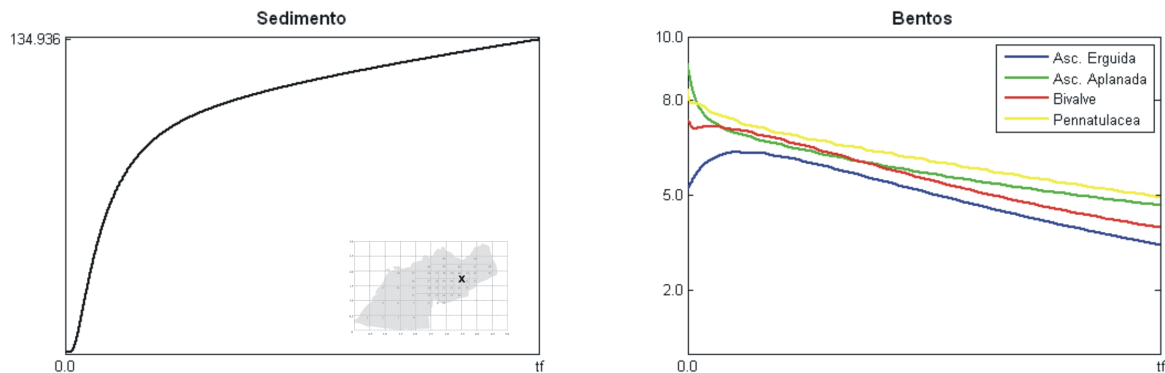 Sedimento
134.936
0.0
tf
x
Bentos
10.0
8.0
5.0
2.0
0.0
tf
Asc. Erguida
Asc. Aplanada
Bivalve
Pennatulacea